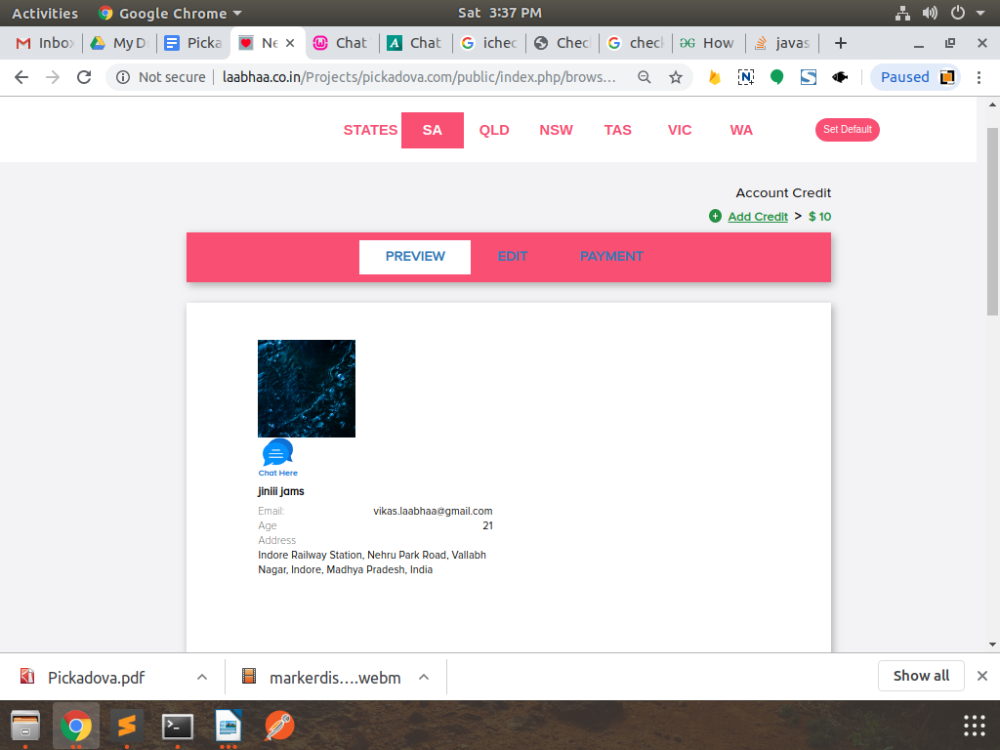 Activities Google Chrome Sat 3:37 PM
Inbo My D Picka Ne Chat Chat ichec Chec chec How javas
Not secure laabhaa.co.in/Projects/pickadova.com/public/index.php/brows... Paused
STATES SA QLD NSW TAS VIC WA Set Default
Account Credit
Add Credit > $ 10
PREVIEW EDIT PAYMENT
Chat Here
jiniii jams
Email: vikas.laabhaa@gmail.com
Age 21
Address
Indore Railway Station, Nehru Park Road, Vallabh
Nagar, Indore, Madhya Pradesh, India
Pickadova.pdf markerdis....webm Show all